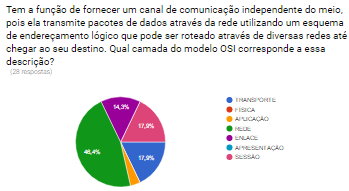 Tem a função de fornecer um canal de comunicação independente do meio,
pois ela transmite pacotes de dados através da rede utilizando um esquema
de endereçamento lógico que pode ser roteado através de diversas redes até
chegar ao seu destino. Qual camada do modelo OSI corresponde a essa
descrição?
(28 respostas)
14,3%
17,9%
46,4%
17,9%
TRANSPORTE
FÍSICA
APLICAÇÃO
REDE
ENLACE
APRESENTAÇÃO
SESSÃO